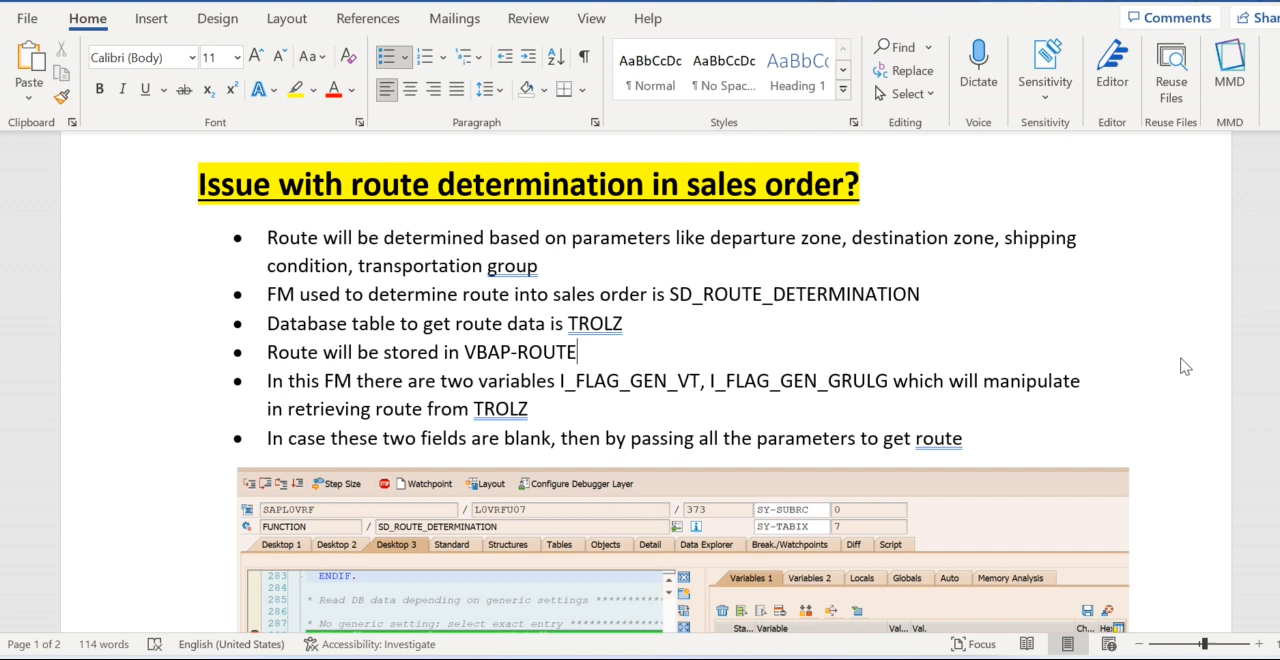 File Home Insert Design Layout References Mailings Review View Help Comments Shar
Calibri (Body) 11 Aa AaBbCcDc AaBbCcDc AaBbCc Find
Paste Replace Dictate Sensitivity Editor Reuse Files MMD
B I U ab x₂ x² A A ¶ Normal ¶ No Spac... Heading 1 Select
Clipboard Font Paragraph Styles Editing Voice Sensitivity Editor Reuse Files MMD
Issue with route determination in sales order?
• Route will be determined based on parameters like departure zone, destination zone, shipping
condition, transportation group
• FM used to determine route into sales order is SD_ROUTE_DETERMINATION
• Database table to get route data is TROLZ
• Route will be stored in VBAP-ROUTE
• In this FM there are two variables I_FLAG_GEN_VT, I_FLAG_GEN_GRULG which will manipulate
in retrieving route from TROLZ
• In case these two fields are blank, then by passing all the parameters to get route
Step Size Watchpoint Layout Configure Debugger Layer
SAPL0VRF / L0VRFU07 / 373 SY-SUBRC 0
FUNCTION / SD_ROUTE_DETERMINATION SY-TABIX 7
Desktop 1 Desktop 2 Desktop 3 Standard Structures Tables Objects Detail Data Explorer Break./Watchpoints Diff Script
283 ENDIF. Variables 1 Variables 2 Locals Globals Auto Memory Analysis
284
285 * Read DB data depending on generic settings ************
286
287 * No generic setting: select exact entry ****************
Sta... Variable Val... Val. Ch... He
Page 1 of 2 114 words English (United States) Accessibility: Investigate Focus